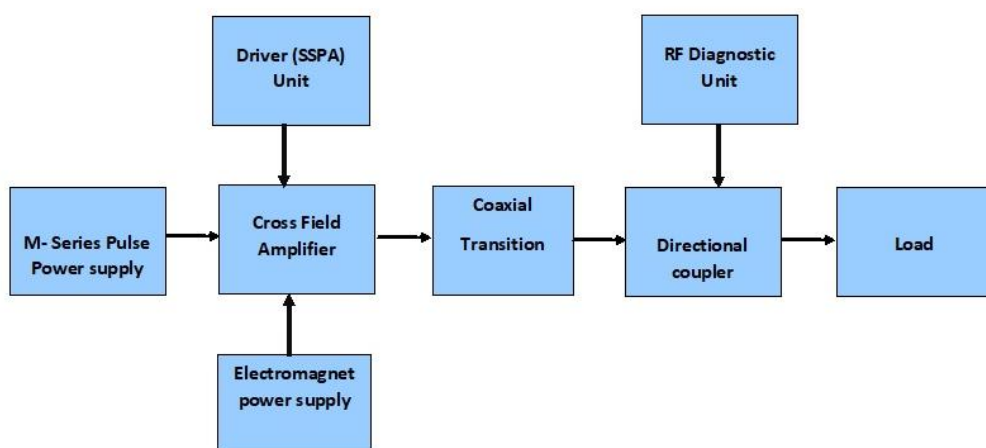 Driver (SSPA)
Unit
RF Diagnostic
Unit
M- Series Pulse
Power supply
Cross Field
Amplifier
Coaxial
Transition
Directional
coupler
Load
Electromagnet
power supply